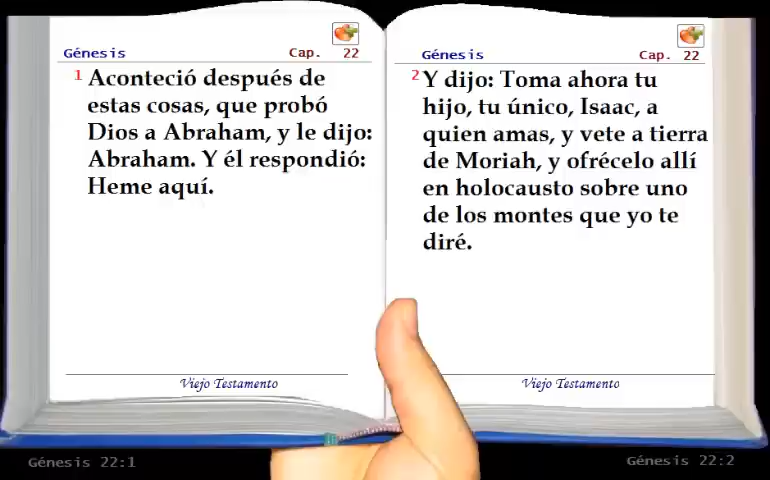 Génesis Cap. 22
1 Aconteció después de
estas cosas, que probó
Dios a Abraham, y le dijo:
Abraham. Y él respondió:
Heme aquí.
Viejo Testamento
Génesis 22:1
Génesis Cap. 22
2 Y dijo: Toma ahora tu
hijo, tu único, Isaac, a
quien amas, y vete a tierra
de Moriah, y ofrécelo allí
en holocausto sobre uno
de los montes que yo te
diré.
Viejo Testamento
Génesis 22:2